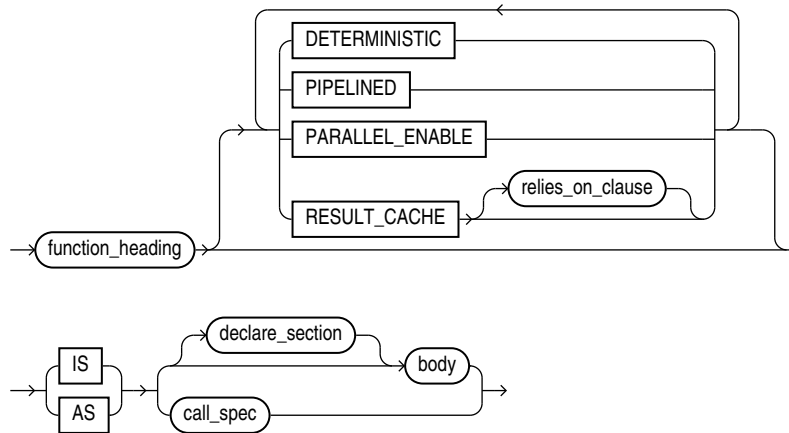 DETERMINISTIC
PIPELINED
PARALLEL_ENABLE
relies_on_clause
RESULT_CACHE
function_heading
declare_section
IS
body
AS
call_spec